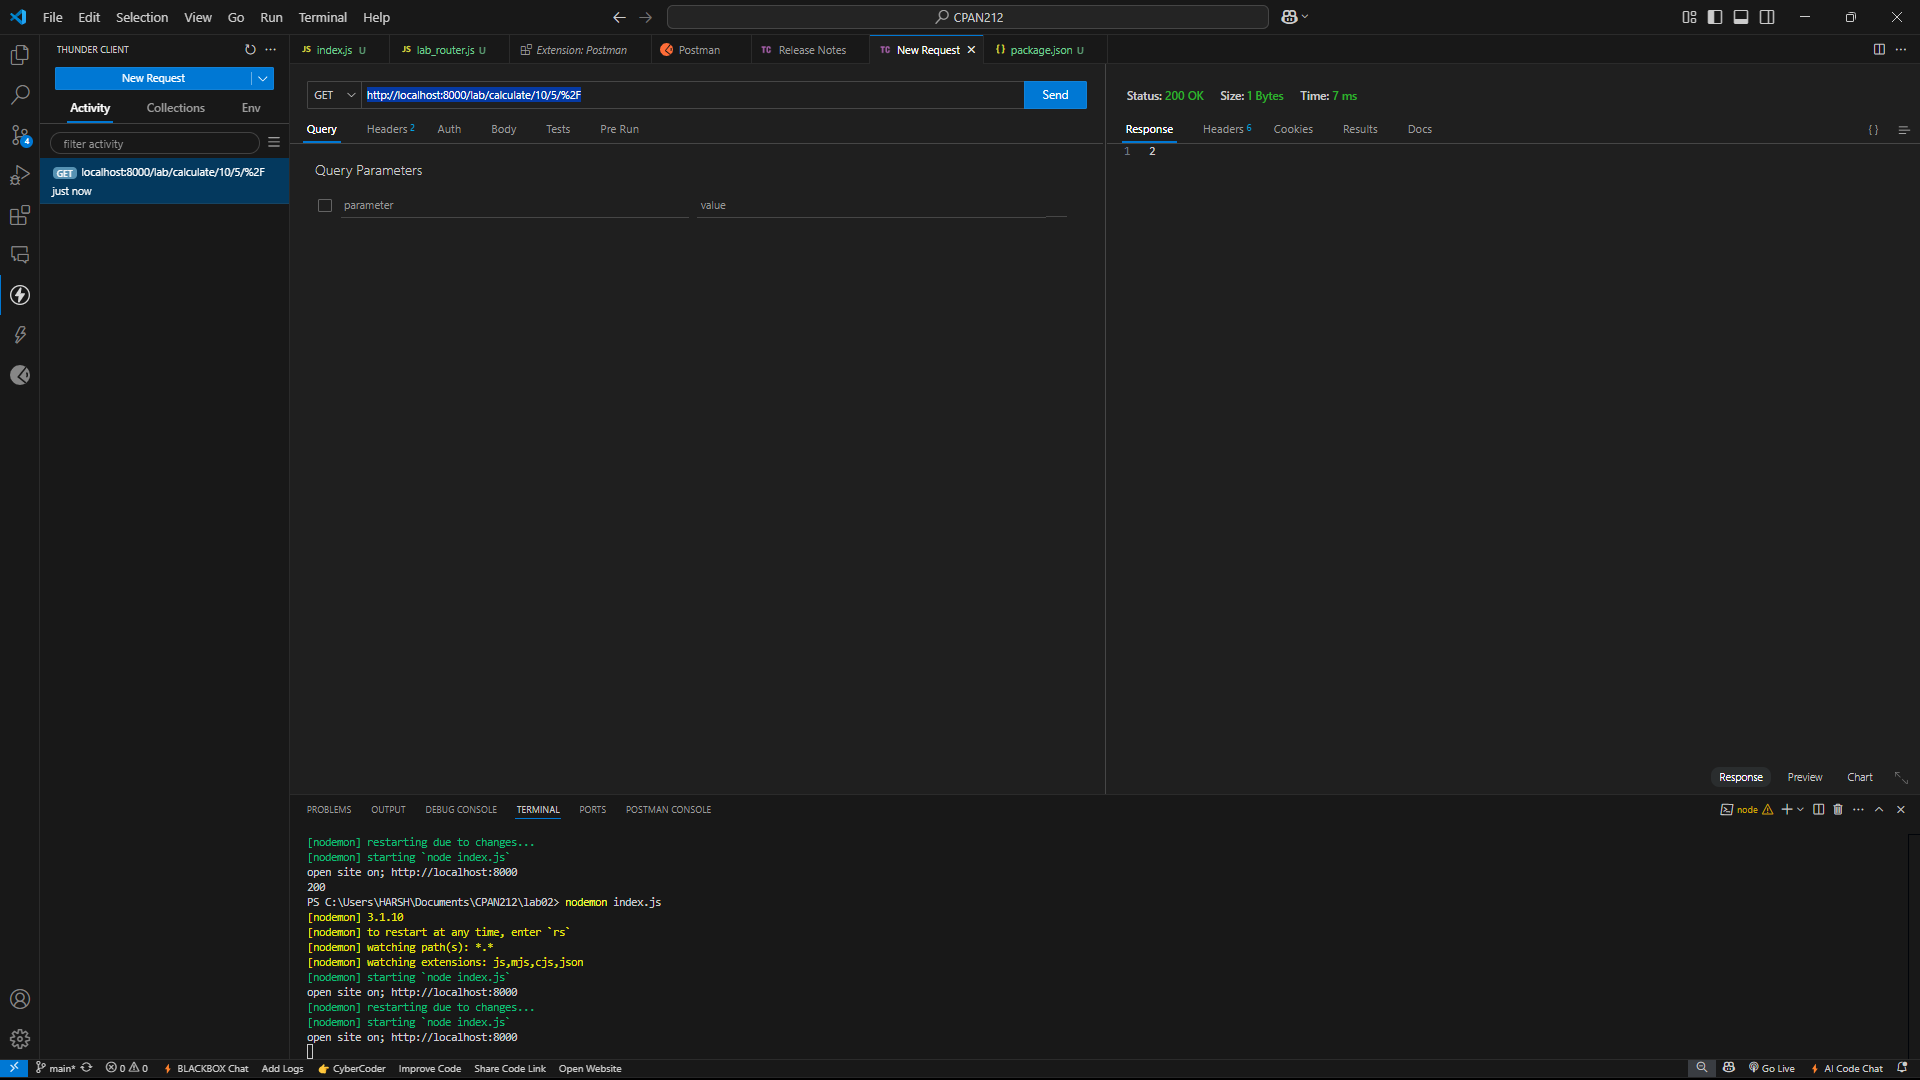 File Edit Selection View Go Run Terminal Help
CPAN212
THUNDER CLIENT
New Request
Activity Collections Env
filter activity
GET localhost:8000/lab/calculate/10/5/%2F
just now
JS index.js U
JS lab_router.js U
Extension: Postman
Postman
TC Release Notes
TC New Request
{} package.json U
GET http://localhost:8000/lab/calculate/10/5/%2F Send
Query Headers 2 Auth Body Tests Pre Run
Query Parameters
parameter value
Status: 200 OK Size: 1 Bytes Time: 7 ms
Response Headers 6 Cookies Results Docs { }
1 2
Response Preview Chart
PROBLEMS OUTPUT DEBUG CONSOLE TERMINAL PORTS POSTMAN CONSOLE
node
[nodemon] restarting due to changes...
[nodemon] starting `node index.js`
open site on; http://localhost:8000
200
PS C:\Users\HARSH\Documents\CPAN212\lab02> nodemon index.js
[nodemon] 3.1.10
[nodemon] to restart at any time, enter `rs`
[nodemon] watching path(s): *.*
[nodemon] watching extensions: js,mjs,cjs,json
[nodemon] starting `node index.js`
open site on; http://localhost:8000
[nodemon] restarting due to changes...
[nodemon] starting `node index.js`
open site on; http://localhost:8000
4
main* 0 0 BLACKBOX Chat Add Logs CyberCoder Improve Code Share Code Link Open Website
Go Live AI Code Chat